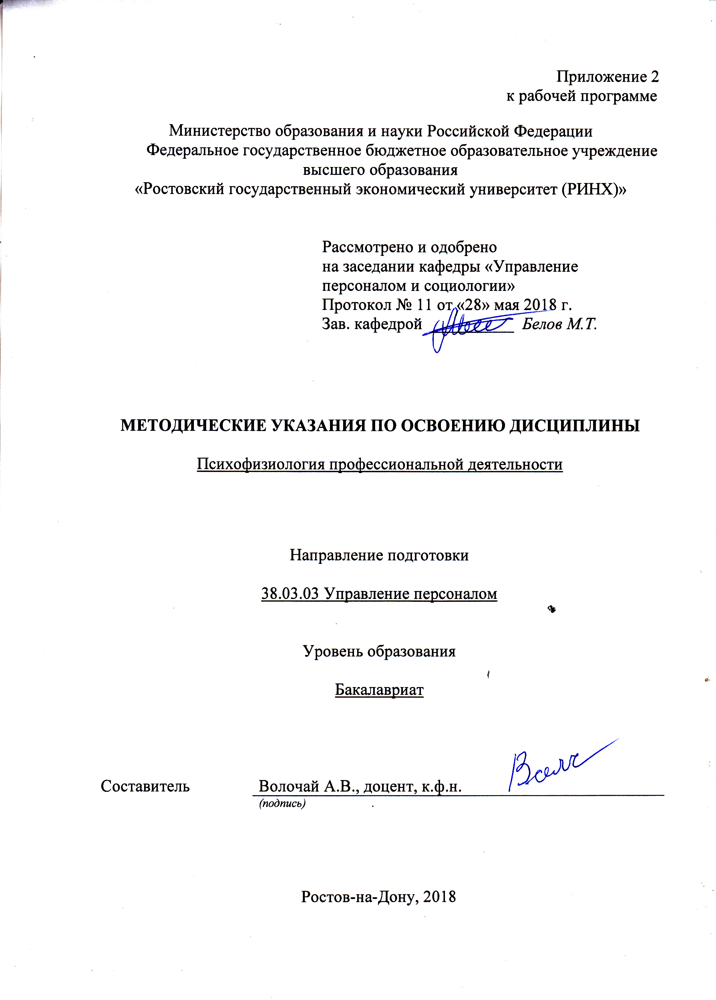 Приложение 2
к рабочей программе
Министерство образования и науки Российской Федерации
Федеральное государственное бюджетное образовательное учреждение
высшего образования
«Ростовский государственный экономический университет (РИНХ)»
Рассмотрено и одобрено
на заседании кафедры «Управление
персоналом и социологии»
Протокол № 11 от «28» мая 2018 г.
Зав. кафедрой Белов М.Т.
МЕТОДИЧЕСКИЕ УКАЗАНИЯ ПО ОСВОЕНИЮ ДИСЦИПЛИНЫ
Психофизиология профессиональной деятельности
Направление подготовки
38.03.03 Управление персоналом
Уровень образования
Бакалавриат
Составитель Волочай А.В., доцент, к.ф.н.
(подпись)
Ростов-на-Дону, 2018